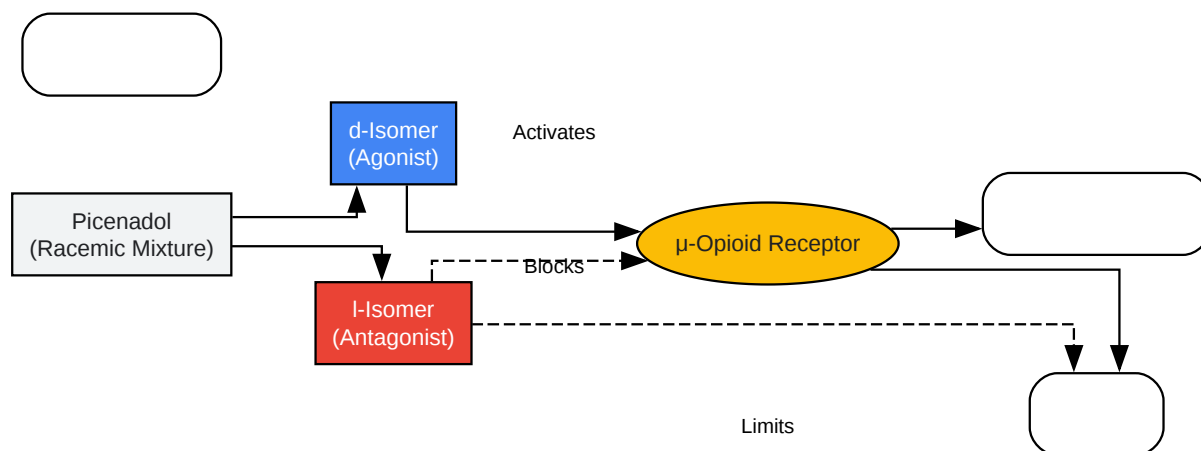 d-Isomer
(Agonist)
Activates
Picenadol
(Racemic Mixture)
μ-Opioid Receptor
Blocks
l-Isomer
(Antagonist)
Limits